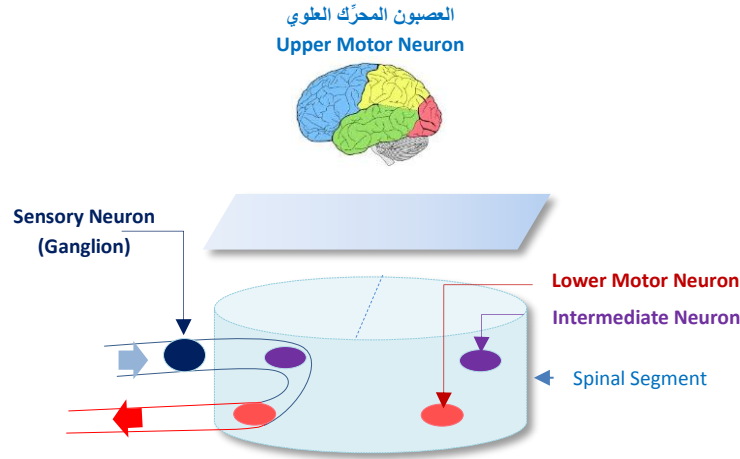 العصبون المحرِّك العلوي
Upper Motor Neuron
Sensory Neuron
(Ganglion)
Lower Motor Neuron
Intermediate Neuron
Spinal Segment